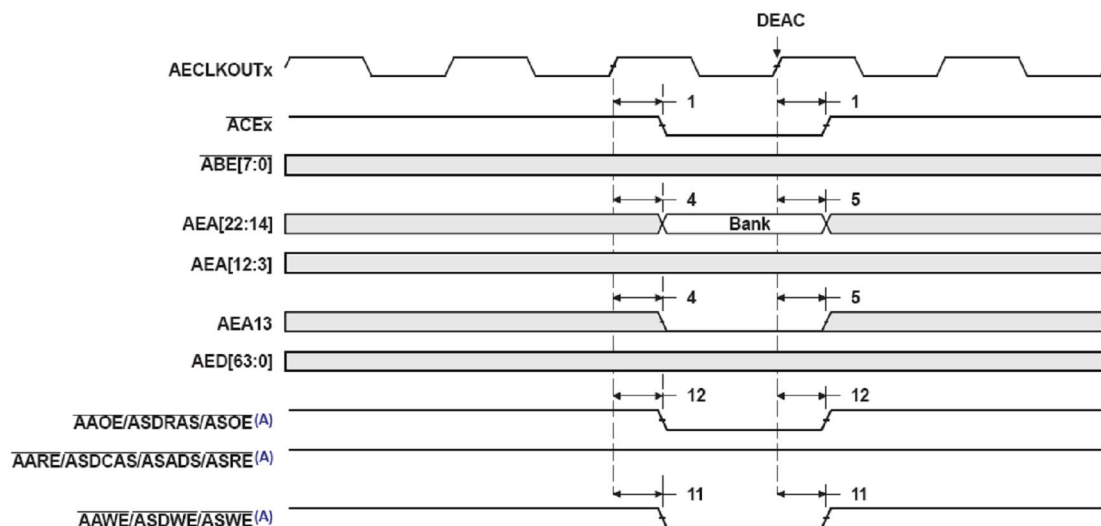 DEAC
AECLKOUTx
1 1
ACEx
ABE[7:0]
4 5
AEA[22:14] Bank
AEA[12:3]
4 5
AEA13
AED[63:0]
12 12
AAOE/ASDRAS/ASOE(A)
AARE/ASDCAS/ASADS/ASRE(A)
11 11
AAWE/ASDWE/ASWE(A)